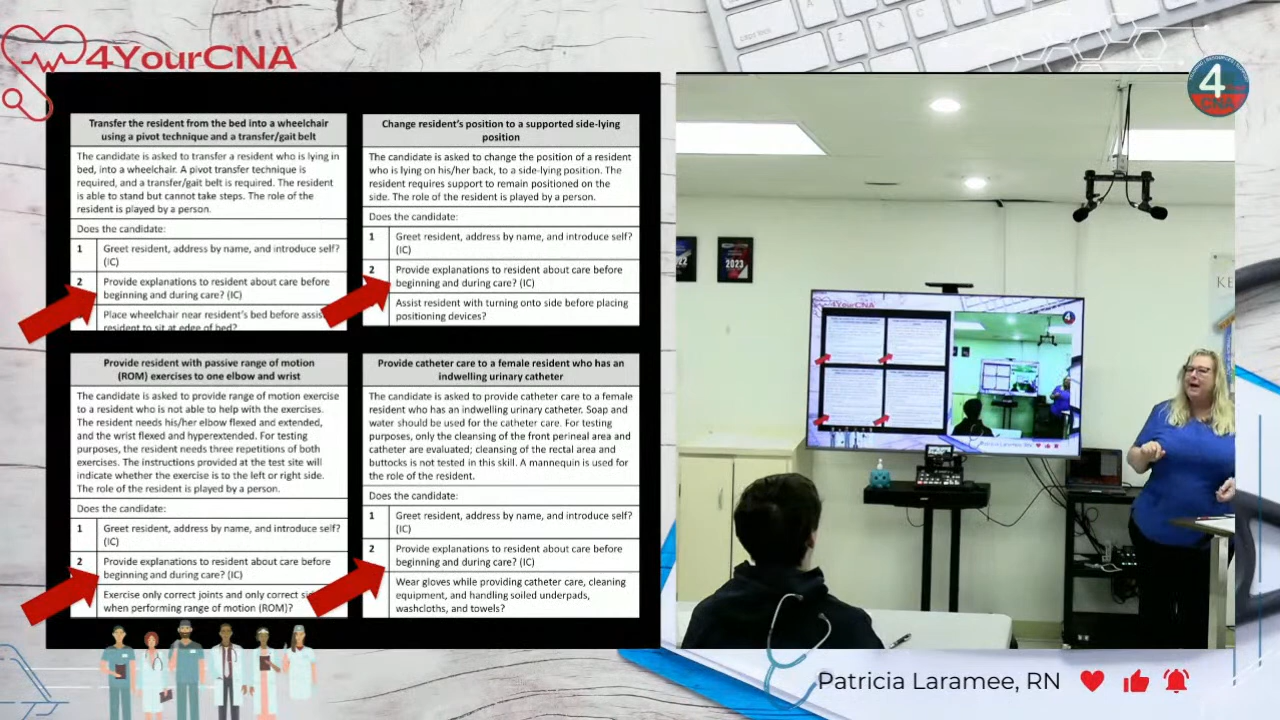 4YourCNA
Transfer the resident from the bed into a wheelchair
using a pivot technique and a transfer/gait belt
The candidate is asked to transfer a resident who is lying in
bed, into a wheelchair. A pivot transfer technique is
required, and a transfer/gait belt is required. The resident
is able to stand but cannot take steps. The role of the
resident is played by a person.
Does the candidate:
1 Greet resident, address by name, and introduce self?
(IC)
2 Provide explanations to resident about care before
beginning and during care? (IC)
Place wheelchair near resident's bed before
resident to sit at edge of bed?
Change resident's position to a supported side-lying
position
The candidate is asked to change the position of a resident
who is lying on his/her back, to a side-lying position. The
resident requires support to remain positioned on the
side. The role of the resident is played by a person.
Does the candidate:
1 Greet resident, address by name, and introduce self?
(IC)
2 Provide explanations to resident about care before
beginning and during care? (IC)
Assist resident with turning onto side before placing
positioning devices?
Provide resident with passive range of motion
(ROM) exercises to one elbow and wrist
The candidate is asked to provide range of motion exercise
to a resident who is not able to help with the exercises.
The resident needs his/her elbow flexed and extended,
and the wrist flexed and hyperextended. For testing
purposes, the resident needs three repetitions of both
exercises. The instructions provided at the test site will
indicate whether the exercise is to the left or right side.
The role of the resident is played by a person.
Does the candidate:
1 Greet resident, address by name, and introduce self?
(IC)
2 Provide explanations to resident about care before
beginning and during care? (IC)
Exercise only correct joints and only correct
when performing range of motion (ROM)?
Provide catheter care to a female resident who has an
indwelling urinary catheter
The candidate is asked to provide catheter care to a female
resident who has an indwelling urinary catheter. Soap and
water should be used for the catheter care. For testing
purposes, only the cleansing of the front perineal area and
catheter are evaluated; cleansing of the rectal area and
buttocks is not tested in this skill. A mannequin is used for
the role of the resident.
Does the candidate:
1 Greet resident, address by name, and introduce self?
(IC)
2 Provide explanations to resident about care before
beginning and during care? (IC)
Wear gloves while providing catheter care, cleaning
equipment, and handling soiled underpads,
washcloths, and towels?
4
CNA
2023
KE
4YourCNA
Patricia Laramee, RN
Patricia Laramee, RN